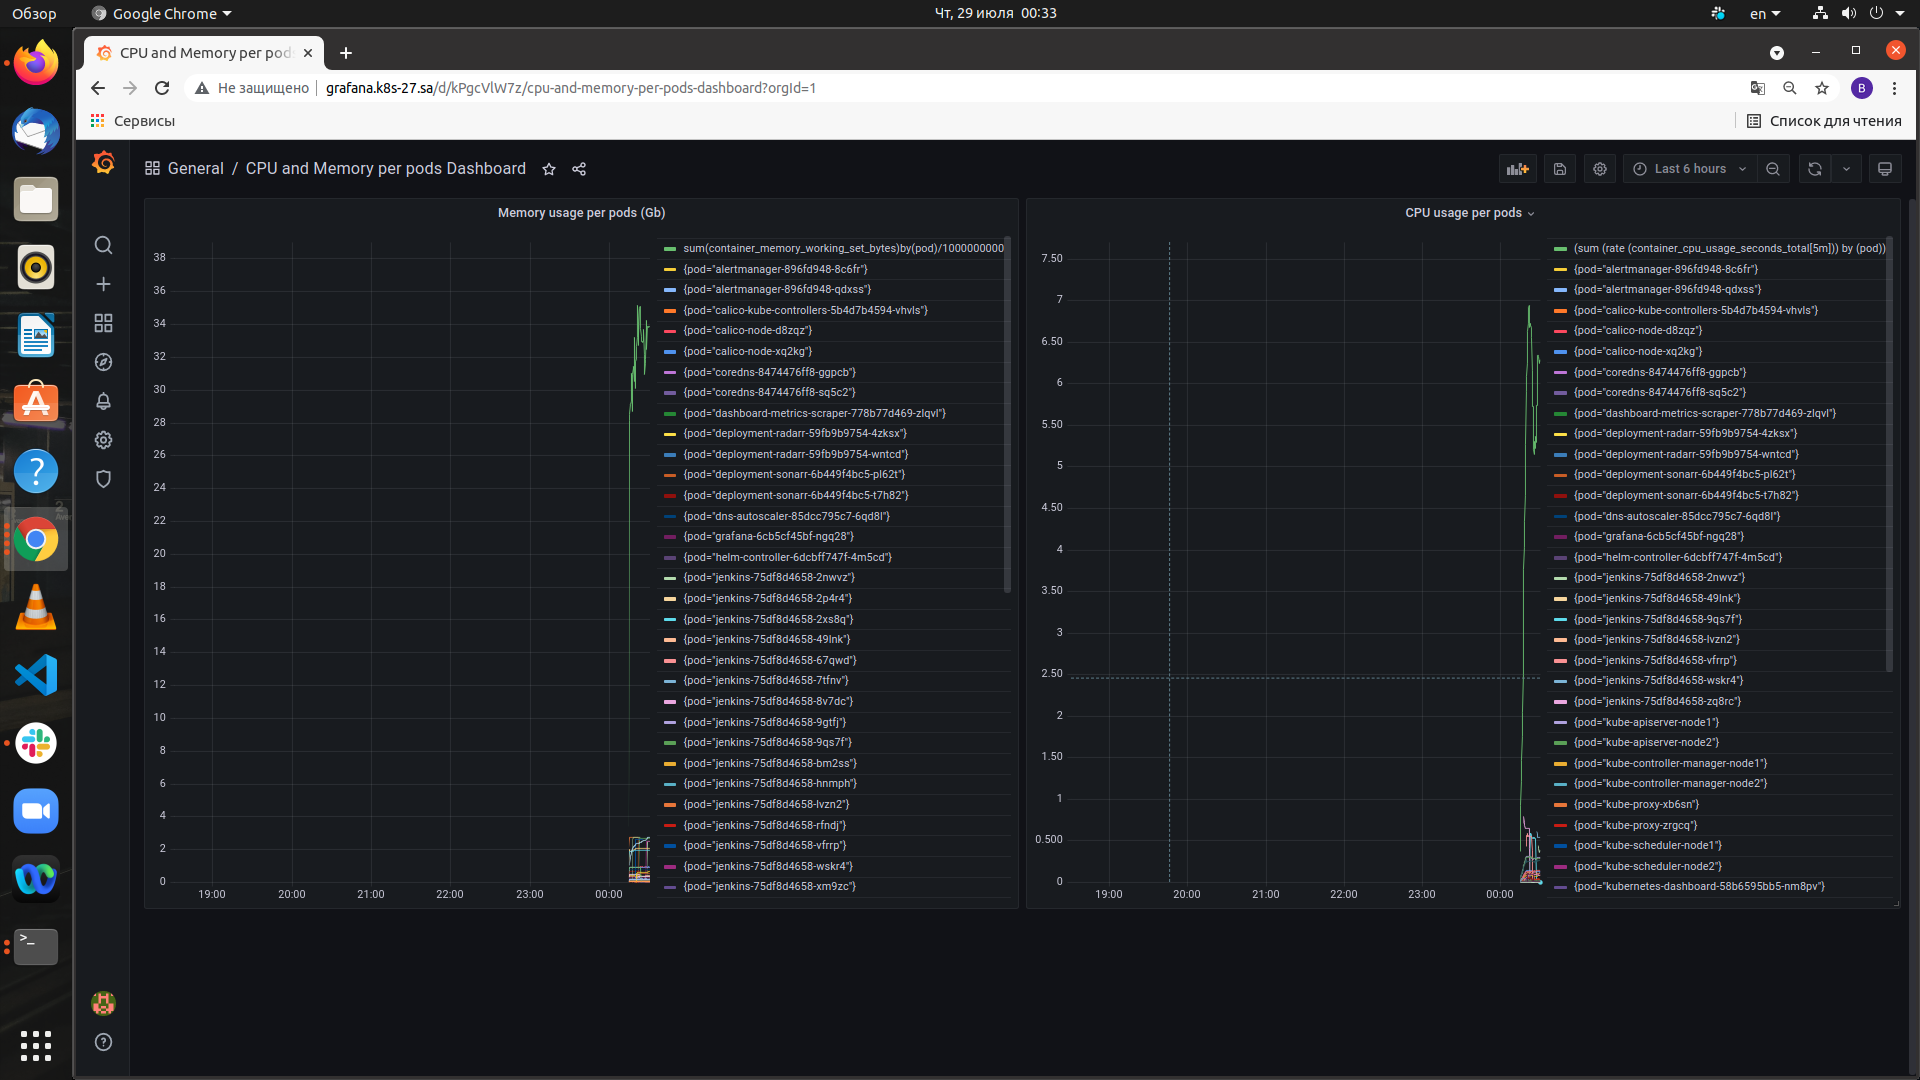 Обзор
Google Chrome
Чт, 29 июля 00:33
en
CPU and Memory per pods
Не защищено
grafana.k8s-27.sa/d/kPgcVlW7z/cpu-and-memory-per-pods-dashboard?orgId=1
B
Сервисы
Список для чтения
General / CPU and Memory per pods Dashboard
Last 6 hours
Memory usage per pods (Gb)
38
36
34
32
30
28
26
24
22
20
18
16
14
12
10
8
6
4
2
0
19:00
20:00
21:00
22:00
23:00
00:00
sum(container_memory_working_set_bytes)by(pod)/1000000000
{pod="alertmanager-896fd948-8c6fr"}
{pod="alertmanager-896fd948-qdxss"}
{pod="calico-kube-controllers-5b4d7b4594-vhvls"}
{pod="calico-node-d8zqz"}
{pod="calico-node-xq2kg"}
{pod="coredns-8474476ff8-ggpcb"}
{pod="coredns-8474476ff8-sq5c2"}
{pod="dashboard-metrics-scraper-778b77d469-zlqvl"}
{pod="deployment-radarr-59fb9b9754-4zksx"}
{pod="deployment-radarr-59fb9b9754-wntcd"}
{pod="deployment-sonarr-6b449f4bc5-pl62t"}
{pod="deployment-sonarr-6b449f4bc5-t7h82"}
{pod="dns-autoscaler-85dcc795c7-6qd8l"}
{pod="grafana-6cb5cf45bf-ngq28"}
{pod="helm-controller-6dcbff747f-4m5cd"}
{pod="jenkins-75df8d4658-2nwvz"}
{pod="jenkins-75df8d4658-2p4r4"}
{pod="jenkins-75df8d4658-2xs8q"}
{pod="jenkins-75df8d4658-49lnk"}
{pod="jenkins-75df8d4658-67qwd"}
{pod="jenkins-75df8d4658-7tfnv"}
{pod="jenkins-75df8d4658-8v7dc"}
{pod="jenkins-75df8d4658-9gtfj"}
{pod="jenkins-75df8d4658-9qs7f"}
{pod="jenkins-75df8d4658-bm2ss"}
{pod="jenkins-75df8d4658-hnmph"}
{pod="jenkins-75df8d4658-lvzn2"}
{pod="jenkins-75df8d4658-rfndj"}
{pod="jenkins-75df8d4658-vfrrp"}
{pod="jenkins-75df8d4658-wskr4"}
{pod="jenkins-75df8d4658-xm9zc"}
CPU usage per pods
7.50
7
6.50
6
5.50
5
4.50
4
3.50
3
2.50
2
1.50
1
0.500
0
19:00
20:00
21:00
22:00
23:00
00:00
(sum (rate (container_cpu_usage_seconds_total[5m])) by (pod))
{pod="alertmanager-896fd948-8c6fr"}
{pod="alertmanager-896fd948-qdxss"}
{pod="calico-kube-controllers-5b4d7b4594-vhvls"}
{pod="calico-node-d8zqz"}
{pod="calico-node-xq2kg"}
{pod="coredns-8474476ff8-ggpcb"}
{pod="coredns-8474476ff8-sq5c2"}
{pod="dashboard-metrics-scraper-778b77d469-zlqvl"}
{pod="deployment-radarr-59fb9b9754-4zksx"}
{pod="deployment-radarr-59fb9b9754-wntcd"}
{pod="deployment-sonarr-6b449f4bc5-pl62t"}
{pod="deployment-sonarr-6b449f4bc5-t7h82"}
{pod="dns-autoscaler-85dcc795c7-6qd8l"}
{pod="grafana-6cb5cf45bf-ngq28"}
{pod="helm-controller-6dcbff747f-4m5cd"}
{pod="jenkins-75df8d4658-2nwvz"}
{pod="jenkins-75df8d4658-49lnk"}
{pod="jenkins-75df8d4658-9qs7f"}
{pod="jenkins-75df8d4658-lvzn2"}
{pod="jenkins-75df8d4658-vfrrp"}
{pod="jenkins-75df8d4658-wskr4"}
{pod="jenkins-75df8d4658-zq8rc"}
{pod="kube-apiserver-node1"}
{pod="kube-apiserver-node2"}
{pod="kube-controller-manager-node1"}
{pod="kube-controller-manager-node2"}
{pod="kube-proxy-xb6sn"}
{pod="kube-proxy-zrgcq"}
{pod="kube-scheduler-node1"}
{pod="kube-scheduler-node2"}
{pod="kubernetes-dashboard-58b6595bb5-nm8pv"}